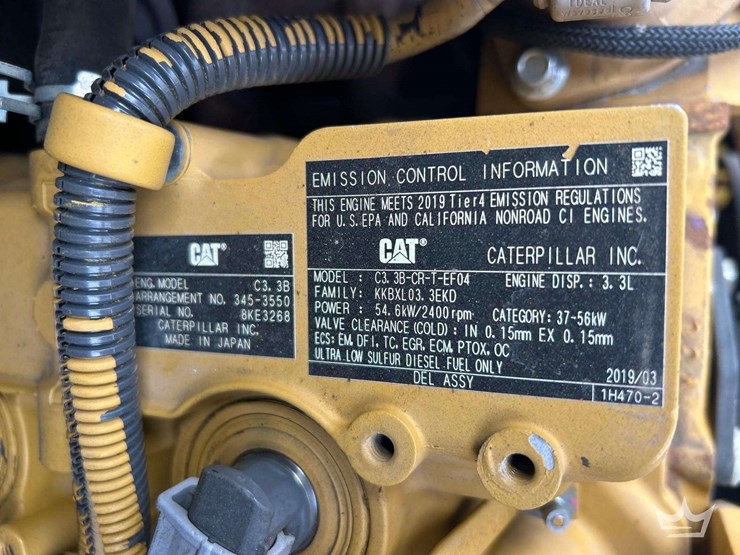 EMISSION CONTROL INFORMATION
THIS ENGINE MEETS 2019 Tier4 EMISSION REGULATIONS
FOR U.S.EPA AND CALIFORNIA NONROAD CI ENGINES.
CAT® CATERPILLAR INC.
MODEL : C3.3B-CR-T-EF04 ENGINE DISP.: 3.3L
FAMILY: KKBXL03.3EKD
POWER : 54.6kW/2400rpm CATEGORY: 37-56kW
VALVE CLEARANCE (COLD) : IN 0.15mm EX 0.15mm
ECS: EM, DFI, TC, EGR, ECM, PTOX, OC
ULTRA LOW SULFUR DIESEL FUEL ONLY
DEL ASSY 2019/03
1H470-2
CAT®
ENG. MODEL C3.3B
ARRANGEMENT NO. 345-3550
SERIAL NO. 8KE3268
CATERPILLAR INC.
MADE IN JAPAN